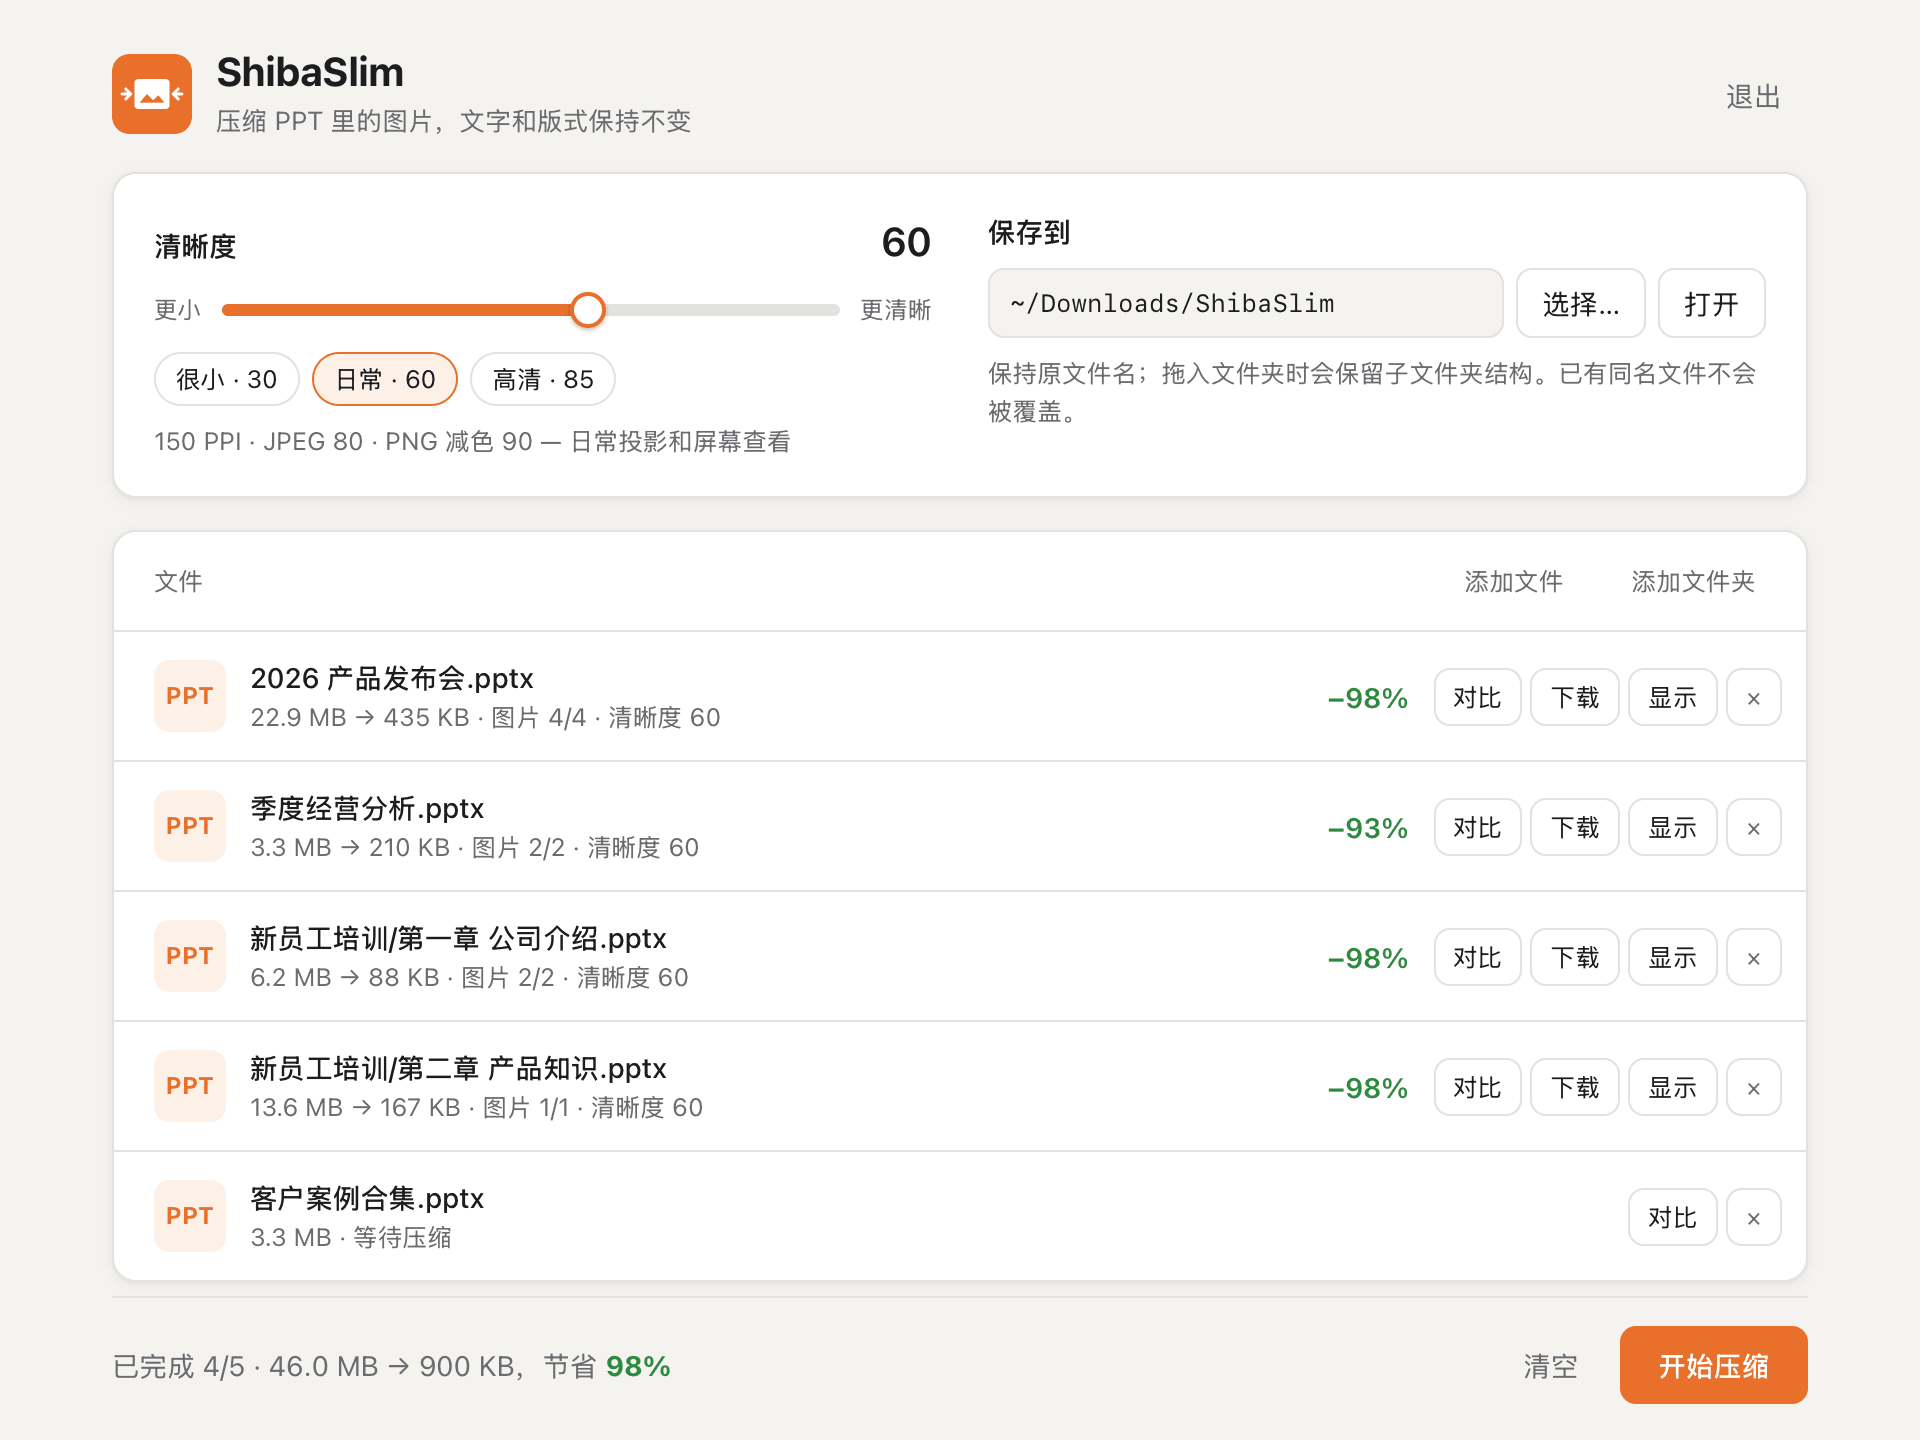 ShibaSlim
压缩 PPT 里的图片，文字和版式保持不变
退出
清晰度
60
更小
更清晰
很小 · 30
日常 · 60
高清 · 85
150 PPI · JPEG 80 · PNG 减色 90 — 日常投影和屏幕查看
保存到
~/Downloads/ShibaSlim
选择...
打开
保持原文件名；拖入文件夹时会保留子文件夹结构。已有同名文件不会
被覆盖。
文件
添加文件
添加文件夹
PPT
2026 产品发布会.pptx
22.9 MB → 435 KB · 图片 4/4 · 清晰度 60
–98%
对比
下载
显示
×
PPT
季度经营分析.pptx
3.3 MB → 210 KB · 图片 2/2 · 清晰度 60
–93%
对比
下载
显示
×
PPT
新员工培训/第一章 公司介绍.pptx
6.2 MB → 88 KB · 图片 2/2 · 清晰度 60
–98%
对比
下载
显示
×
PPT
新员工培训/第二章 产品知识.pptx
13.6 MB → 167 KB · 图片 1/1 · 清晰度 60
–98%
对比
下载
显示
×
PPT
客户案例合集.pptx
3.3 MB · 等待压缩
对比
×
已完成 4/5 · 46.0 MB → 900 KB，节省 98%
清空
开始压缩